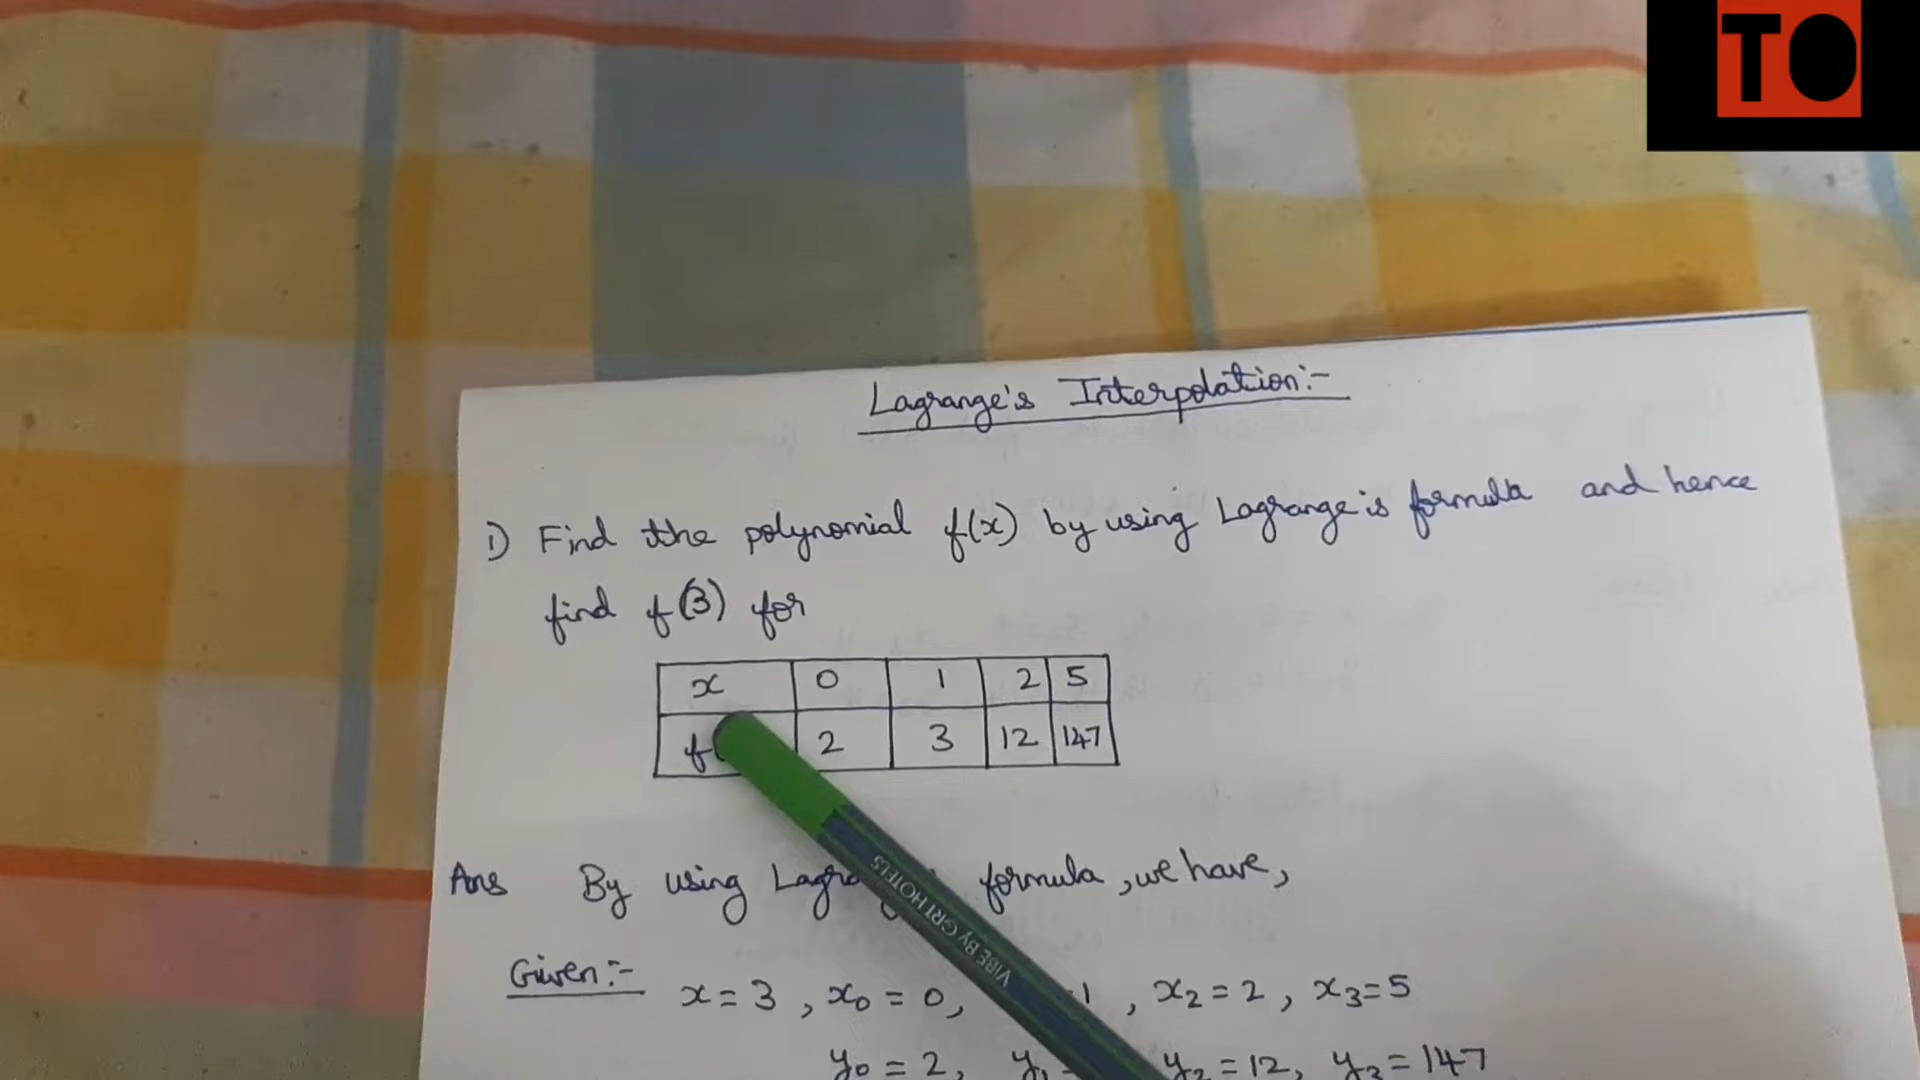 TO
Lagrange's Interpolation:-
1) Find the polynomial f(x) by using Lagrange's formula and hence
find f(3) for
x 0 1 2 5
2 3 12 147
Ans By using formula, we have,
Given:- x = 3, x0 = 0, x2 = 2, x3 = 5
y0 = 2, y2 = 12, y3 = 147
VIBE BY GRT HOTELS